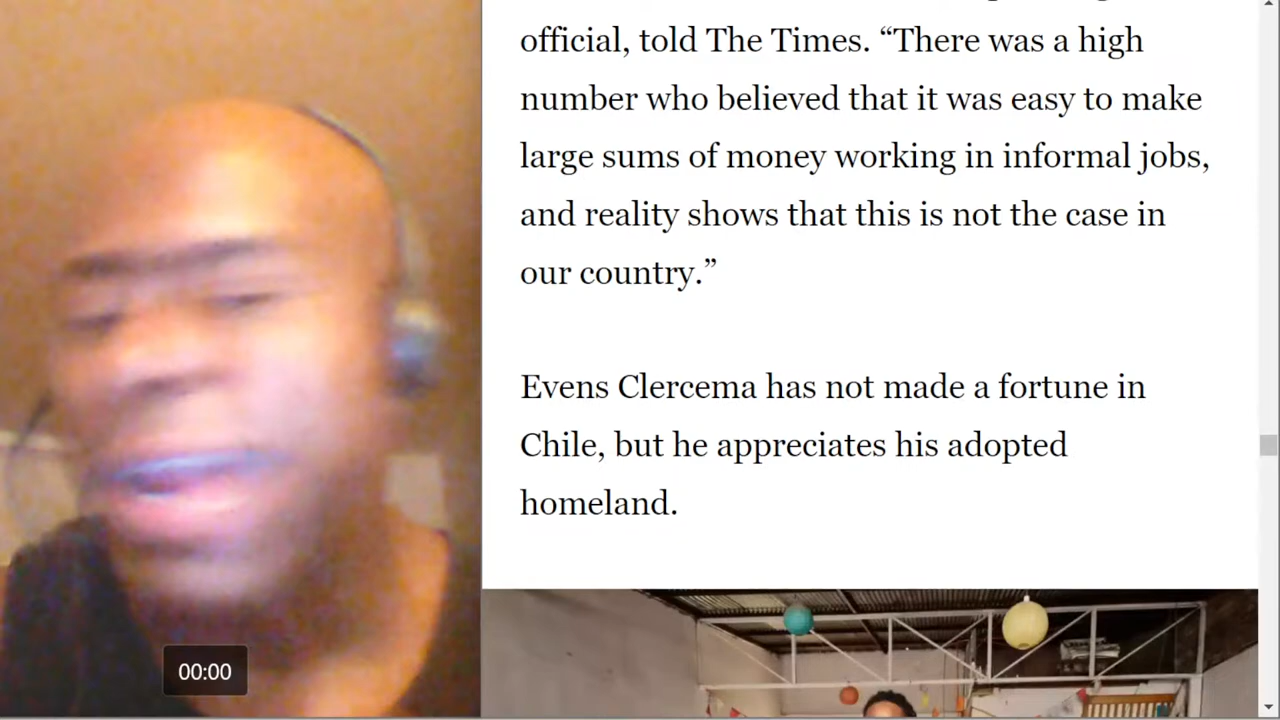 official, told The Times. “There was a high
number who believed that it was easy to make
large sums of money working in informal jobs,
and reality shows that this is not the case in
our country.”
Evens Clercema has not made a fortune in
Chile, but he appreciates his adopted
homeland.
00:00